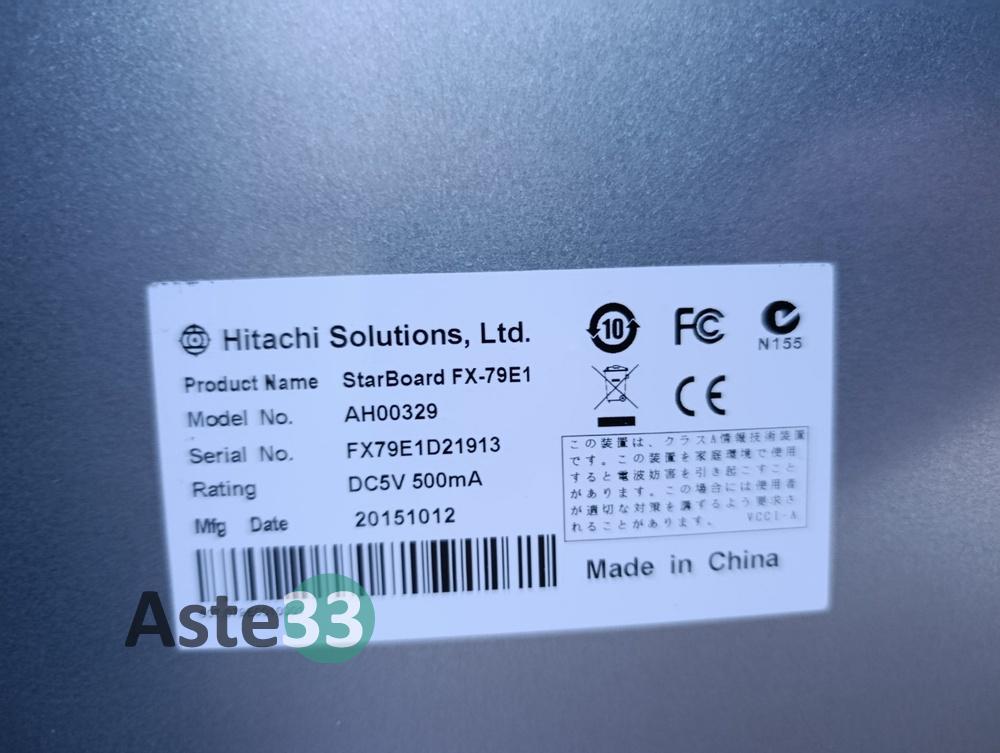 Hitachi Solutions, Ltd.
Product Name StarBoard FX-79E1
Model No. AH00329
Serial No. FX79E1D21913
Rating DC5V 500mA
Mfg Date 20151012
10
FC
N155
CE
この装置は、クラスA情報技術装置
です。この装置を家庭環境で使用
すると電波妨害を引き起こすこと
があります。この場合には使用者
が適切な対策を講ずるよう要求さ
れることがあります。 VCCI-A
Made in China
Aste33